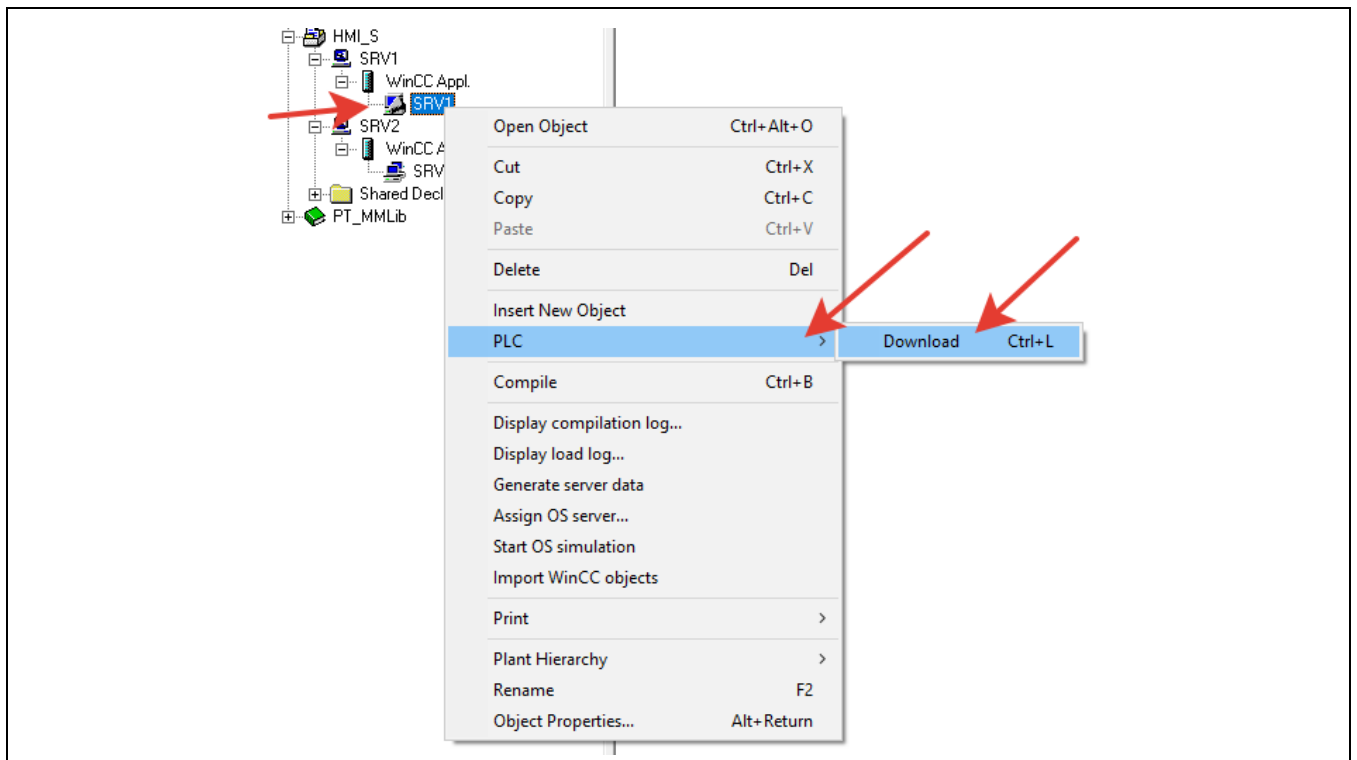 HMI_S
SRV1
WinCC Appl.
SRV1
SRV2
WinCC A
SRV
Shared Decl
PT_MMLib
Open Object Ctrl+Alt+O
Cut Ctrl+X
Copy Ctrl+C
Paste Ctrl+V
Delete Del
Insert New Object
PLC >
Download Ctrl+L
Compile Ctrl+B
Display compilation log...
Display load log...
Generate server data
Assign OS server...
Start OS simulation
Import WinCC objects
Print >
Plant Hierarchy >
Rename F2
Object Properties... Alt+Return